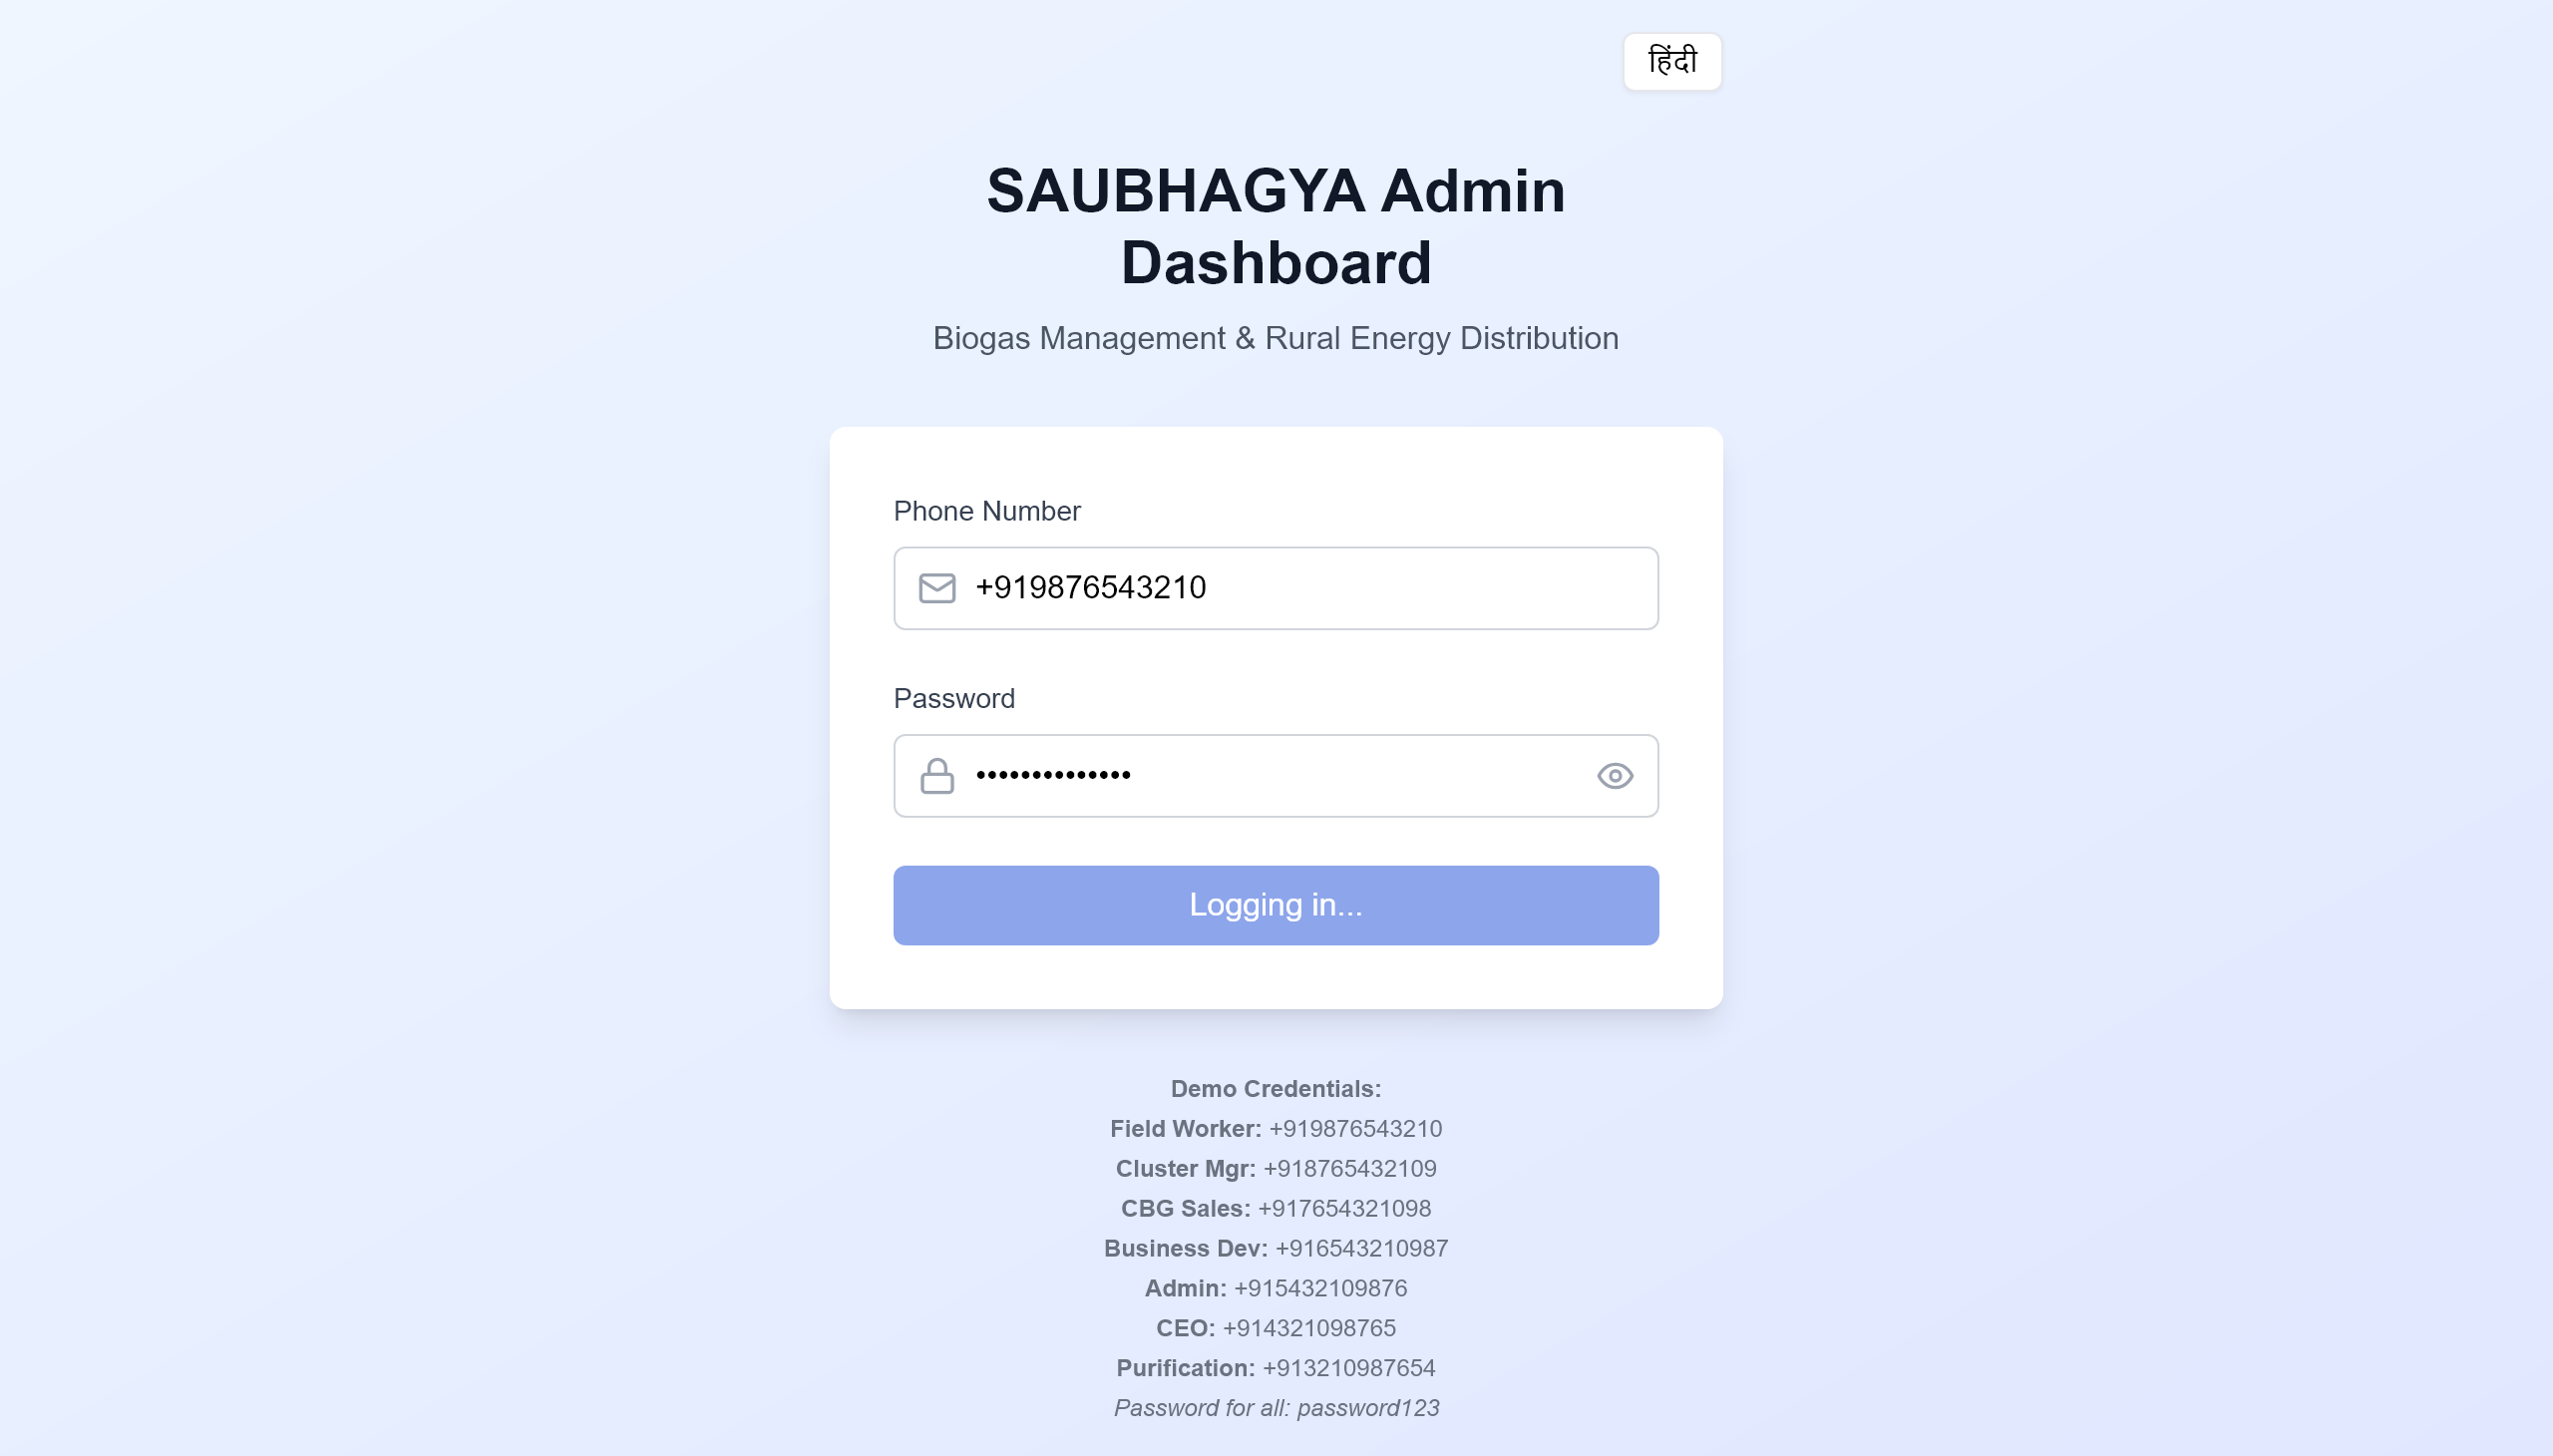 हिंदी
SAUBHAGYA Admin
Dashboard
Biogas Management & Rural Energy Distribution
Phone Number
+919876543210
Password
••••••••••••••
Logging in...
Demo Credentials:
Field Worker: +919876543210
Cluster Mgr: +918765432109
CBG Sales: +917654321098
Business Dev: +916543210987
Admin: +915432109876
CEO: +914321098765
Purification: +913210987654
Password for all: password123